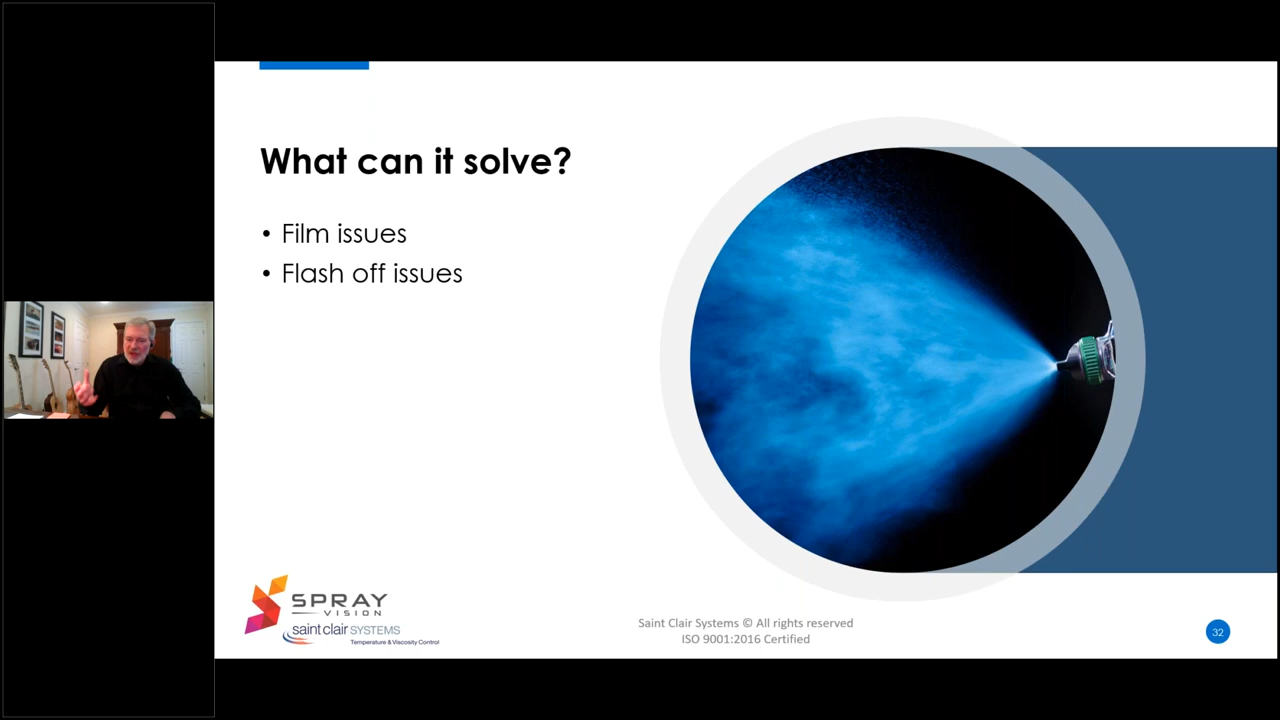 What can it solve?
• Film issues
• Flash off issues
SPRAY
VISION
saint clair SYSTEMS
Temperature & Viscosity Control
Saint Clair Systems © All rights reserved
ISO 9001:2016 Certified
32